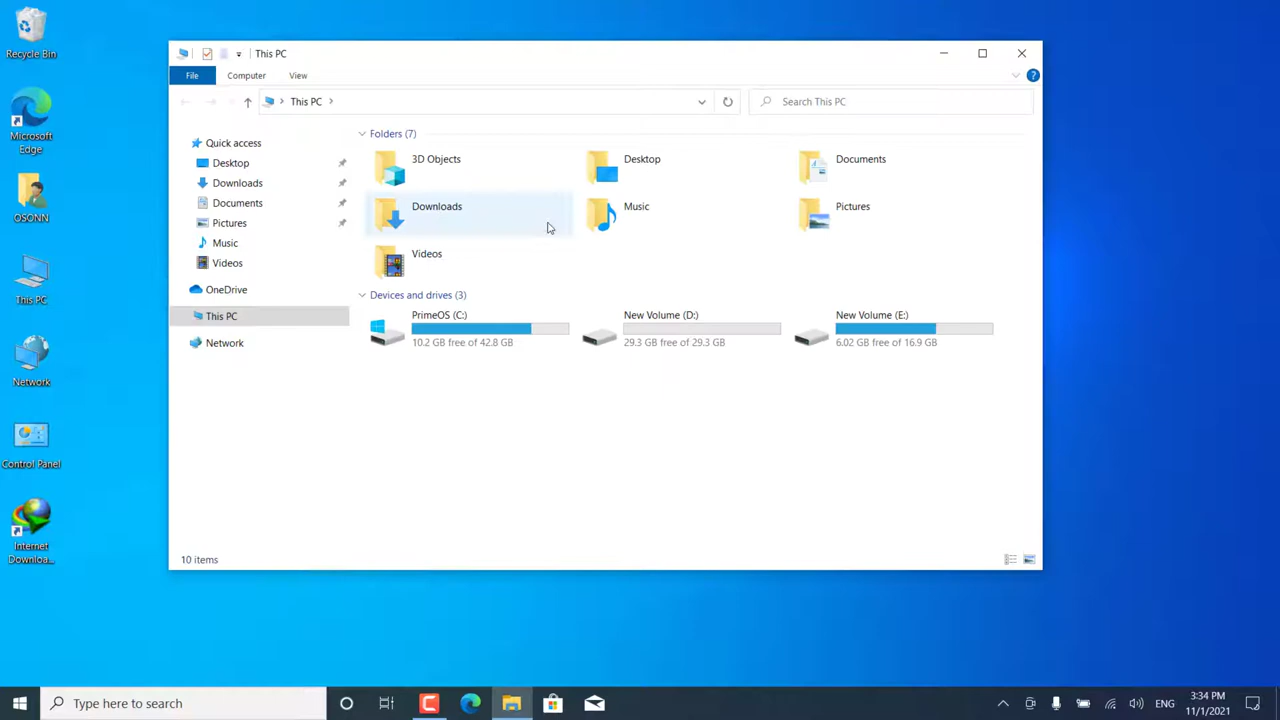 Recycle Bin
Microsoft
Edge
OSONN
This PC
Network
Control Panel
Internet
Downloa...
This PC
File
Computer
View
This PC
Search This PC
Quick access
Desktop
Downloads
Documents
Pictures
Music
Videos
OneDrive
This PC
Network
Folders (7)
3D Objects
Desktop
Documents
Downloads
Music
Pictures
Videos
Devices and drives (3)
PrimeOS (C:)
10.2 GB free of 42.8 GB
New Volume (D:)
29.3 GB free of 29.3 GB
New Volume (E:)
6.02 GB free of 16.9 GB
10 items
Type here to search
ENG
3:34 PM
11/1/2021